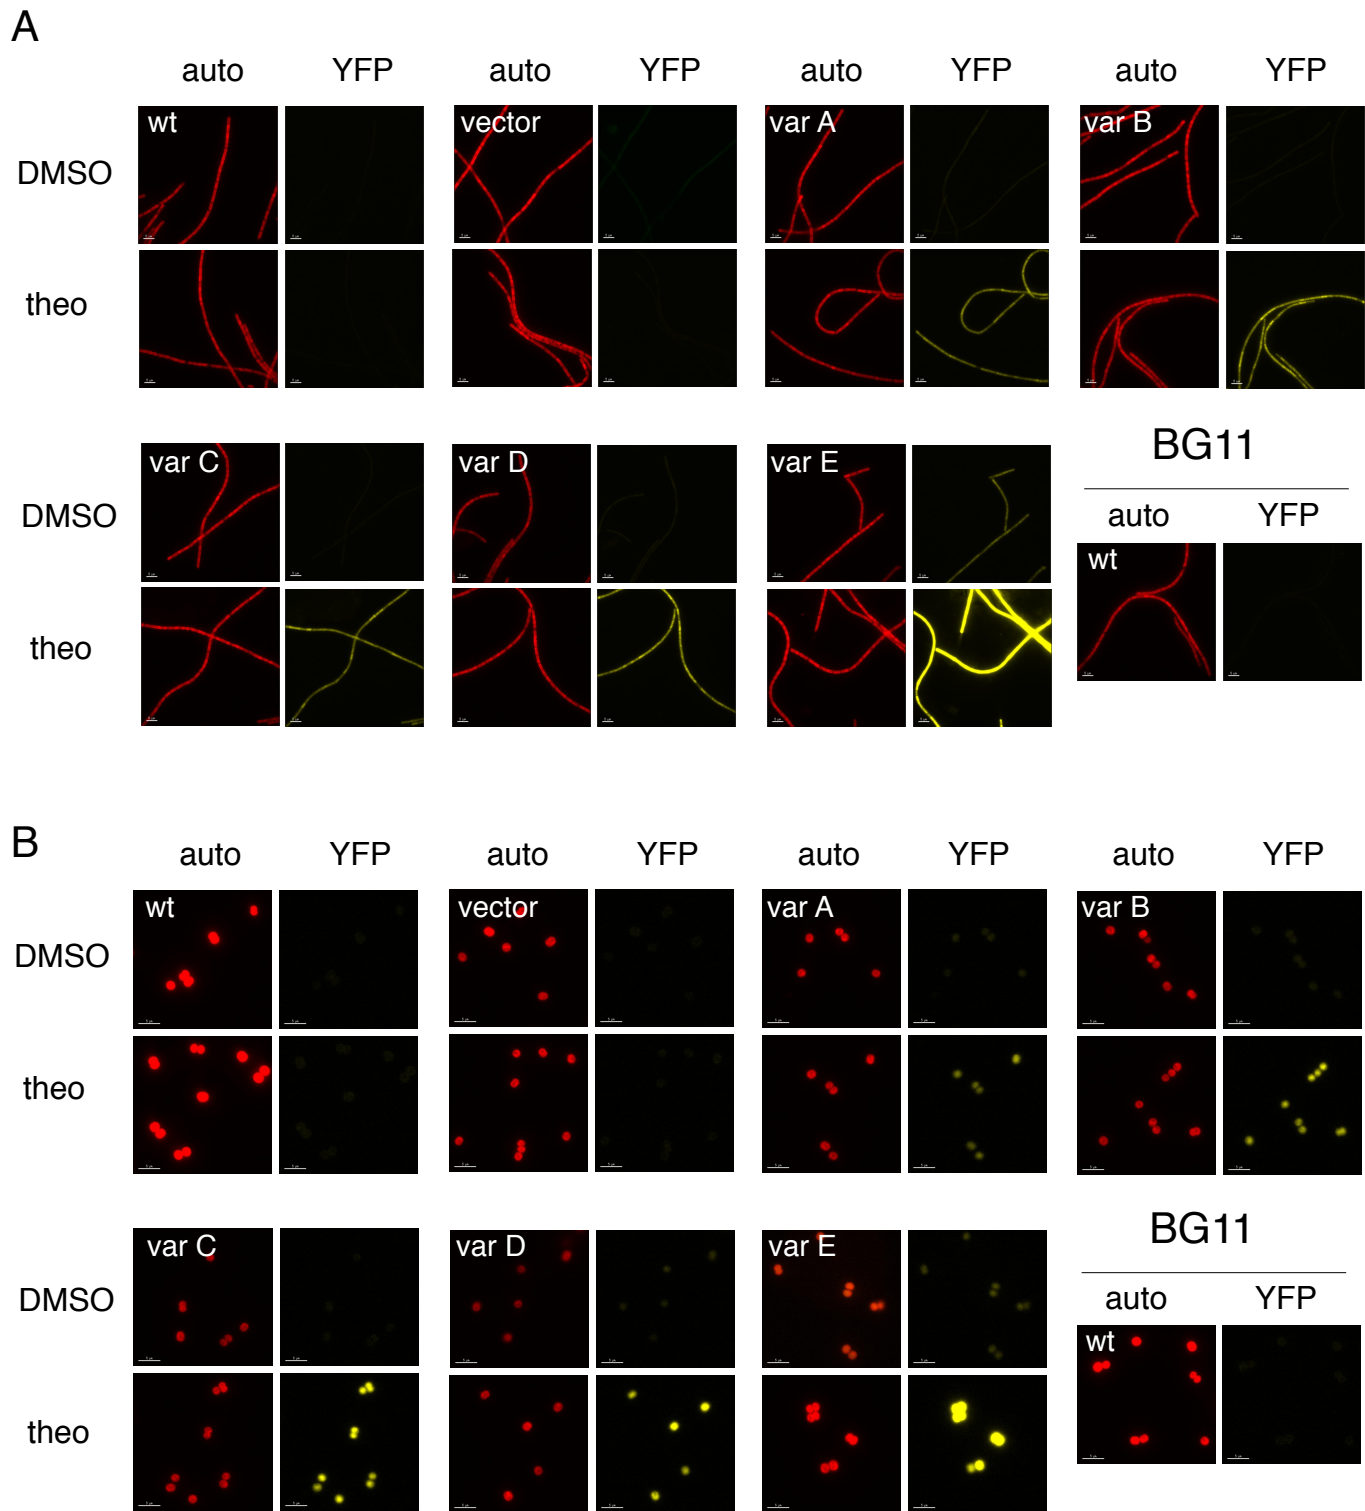 A
auto YFP auto YFP auto YFP auto YFP
wt vector var A var B
DMSO
theo
var C var D var E BG11
DMSO auto YFP
wt
theo
B
auto YFP auto YFP auto YFP auto YFP
wt vector var A var B
DMSO
theo
var C var D var E BG11
DMSO auto YFP
wt
theo